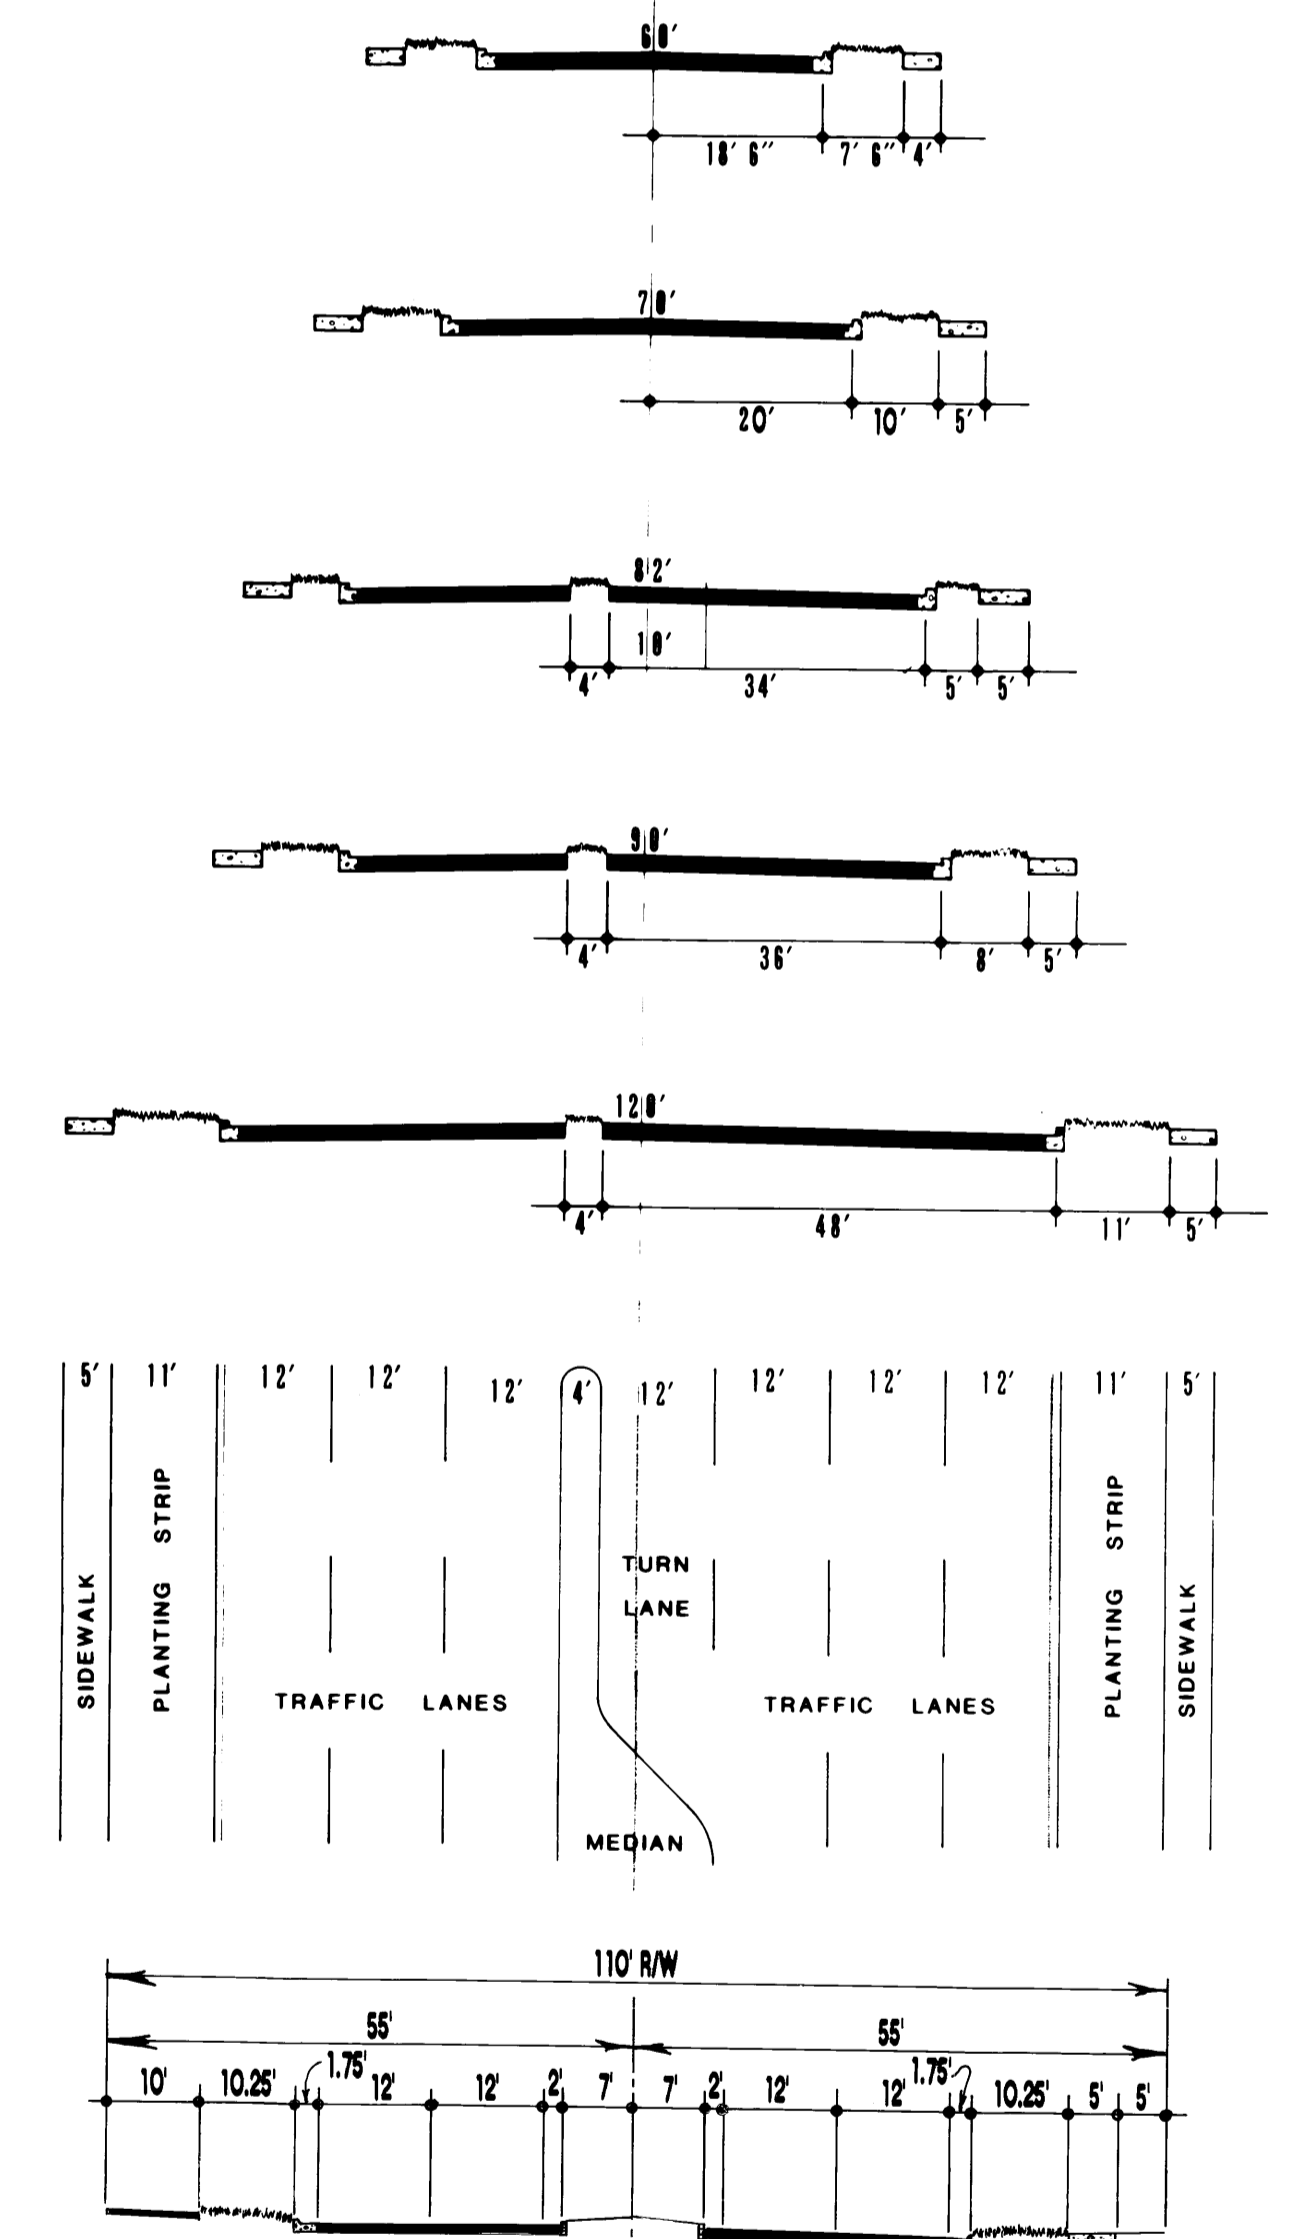 60'
18' 6" 7' 6" 4'
70'
20' 10' 5'
82'
10'
4' 34' 5' 5'
90'
4' 36' 8' 5'
120'
4' 48' 11' 5'
5' 11' 12' 12' 12' 4' 12' 12' 12' 12' 11' 5'
SIDEWALK
PLANTING STRIP
TRAFFIC LANES
TURN
LANE
MEDIAN
TRAFFIC LANES
PLANTING STRIP
SIDEWALK
110' R/W
55' 55'
10' 10.25' 1.75' 12' 12' 2' 7' 7' 2' 12' 12' 1.75' 10.25' 5' 5'